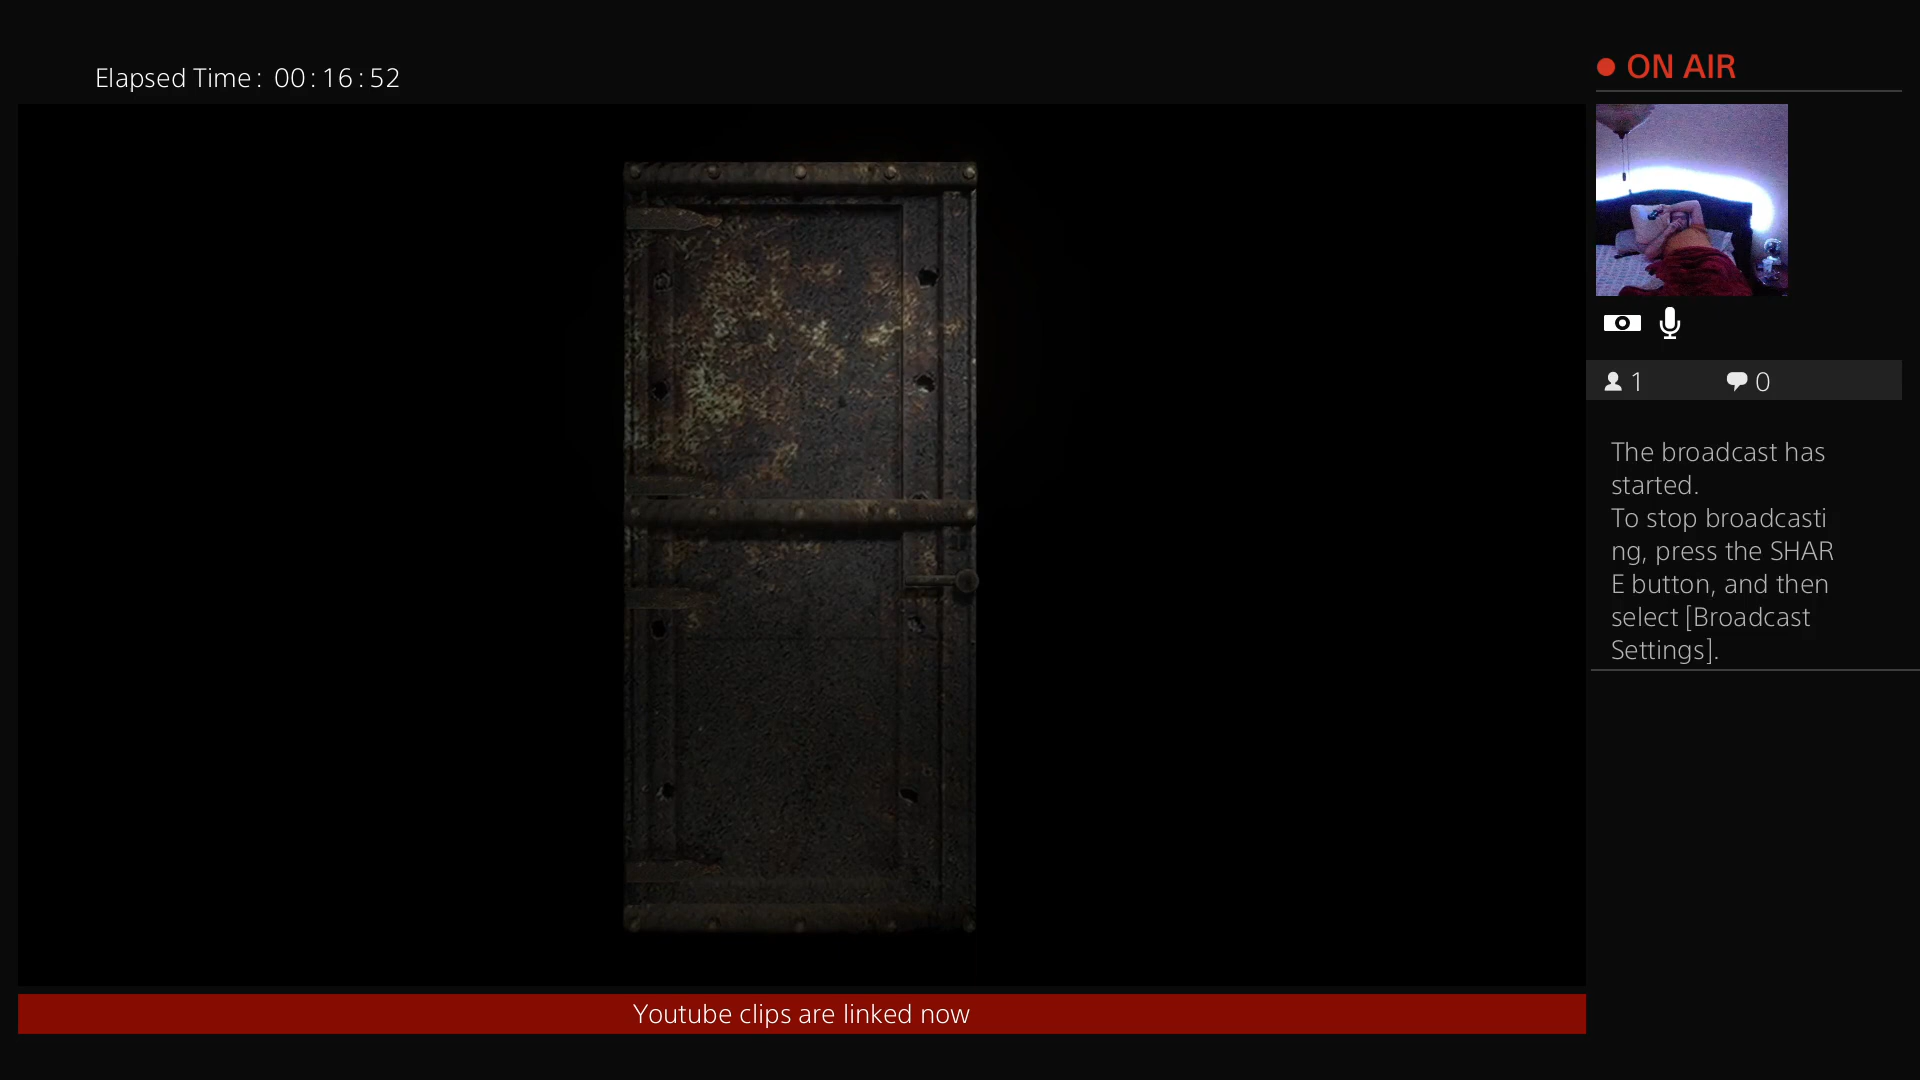 Elapsed Time: 00:16:52
ON AIR
1
0
The broadcast has
started.
To stop broadcasti
ng, press the SHAR
E button, and then
select [Broadcast
Settings].
Youtube clips are linked now